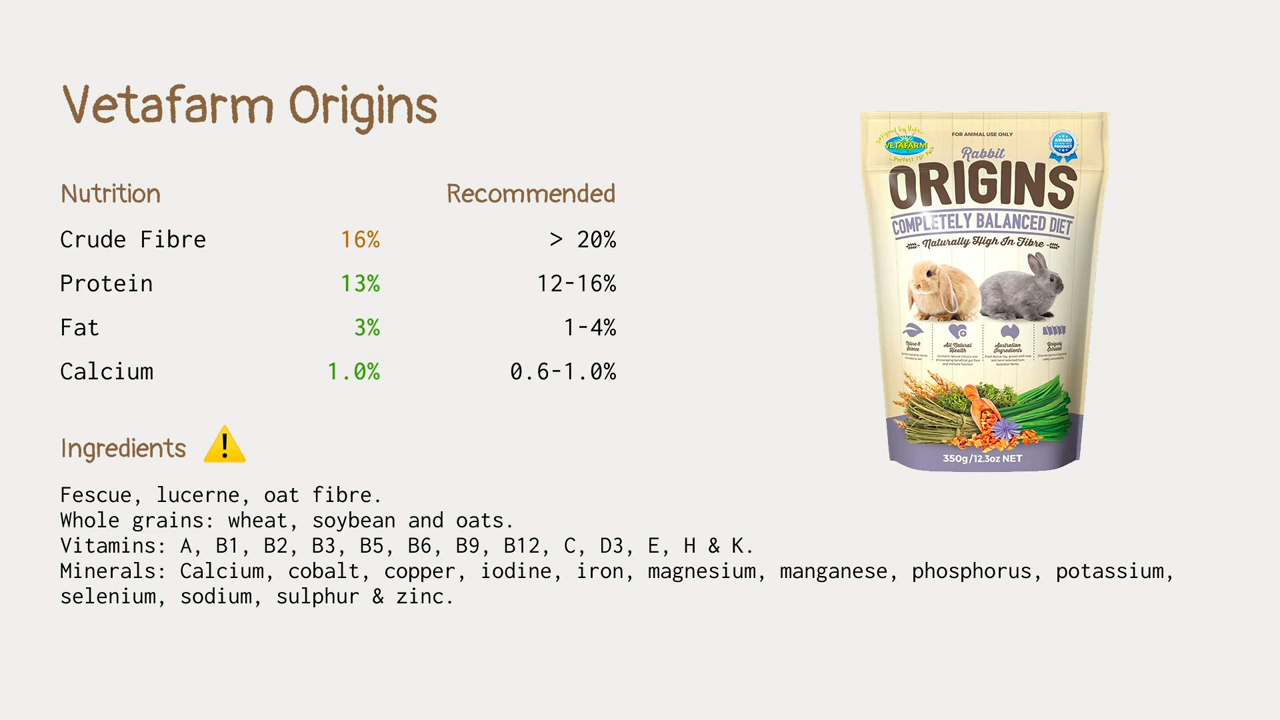 Vetafarm Origins
Nutrition Recommended
Crude Fibre 16% > 20%
Protein 13% 12-16%
Fat 3% 1-4%
Calcium 1.0% 0.6-1.0%
Ingredients
Fescue, lucerne, oat fibre.
Whole grains: wheat, soybean and oats.
Vitamins: A, B1, B2, B3, B5, B6, B9, B12, C, D3, E, H & K.
Minerals: Calcium, cobalt, copper, iodine, iron, magnesium, manganese, phosphorus, potassium,
selenium, sodium, sulphur & zinc.
Designed by Vets
VETAFARM
FOR ANIMAL USE ONLY
Rabbit
ORIGINS
COMPLETELY BALANCED DIET
Naturally High In Fibre
All Natural
Health
Australian
Ingredients
350g/12.3oz NET